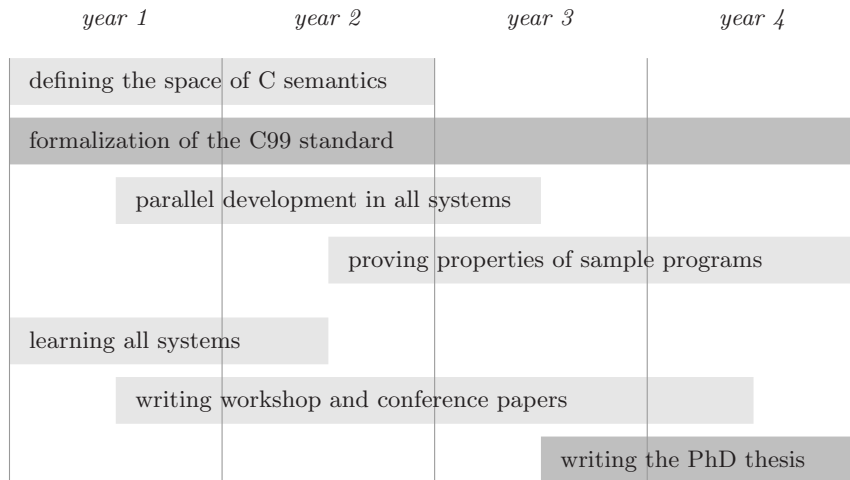 year 1 year 2 year 3 year 4
defining the space of C semantics
formalization of the C99 standard
parallel development in all systems
proving properties of sample programs
learning all systems
writing workshop and conference papers
writing the PhD thesis